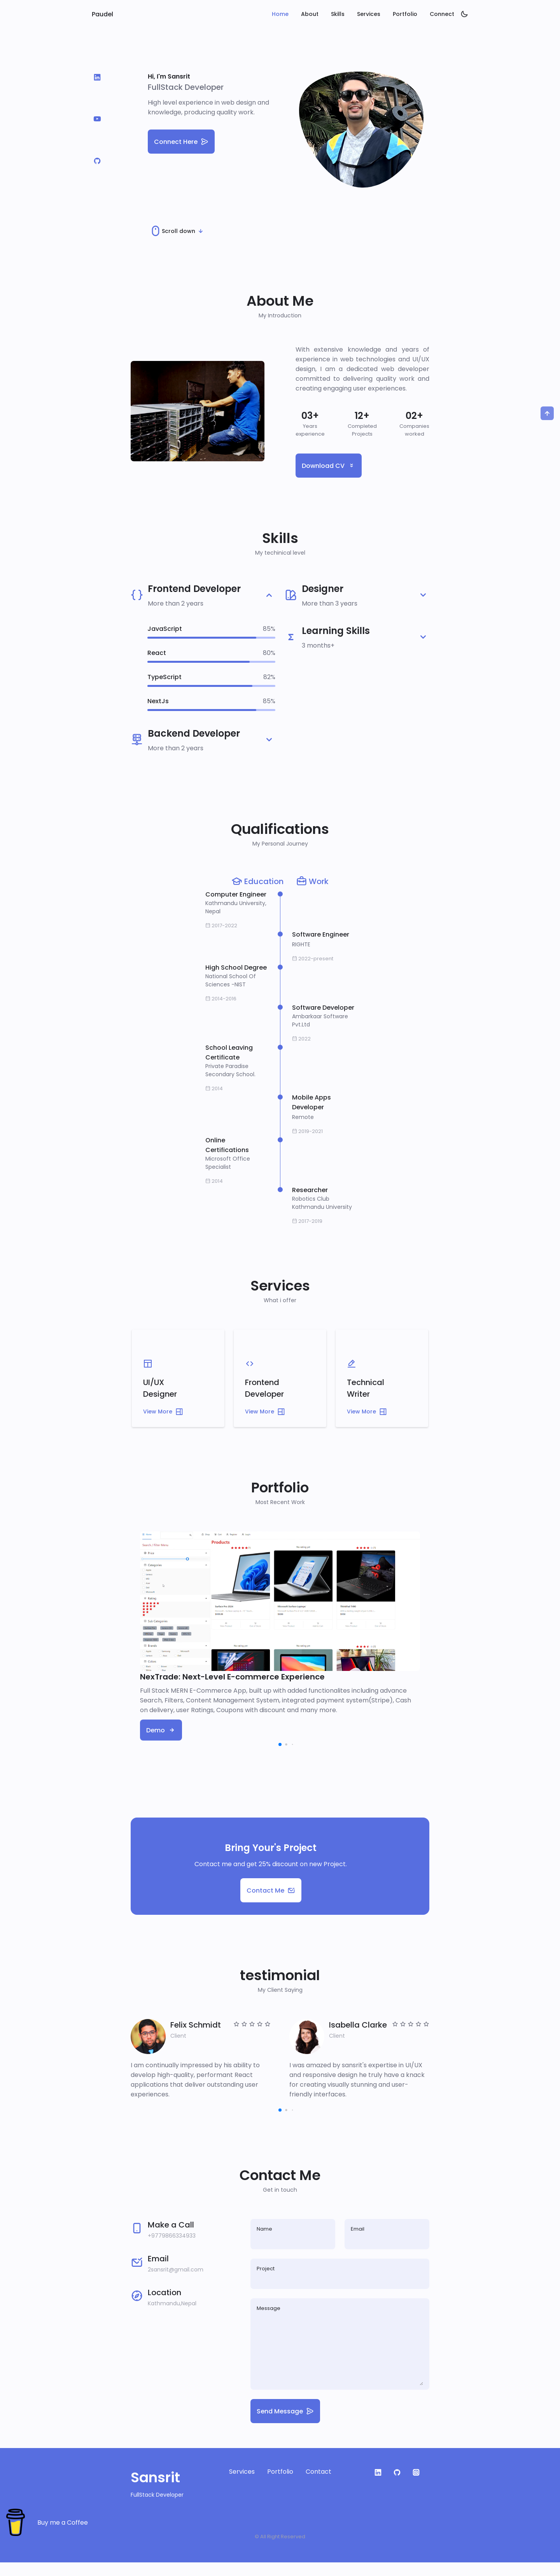 Paudel
Home About Skills Services Portfolio Connect
Hi, I'm Sansrit
FullStack Developer
High level experience in web design and
knowledge, producing quality work.
Connect Here
Scroll down
About Me
My Introduction
With extensive knowledge and years of
experience in web technologies and UI/UX
design, I am a dedicated web developer
committed to delivering quality work and
creating engaging user experiences.
03+ 12+ 02+
Years Completed Companies
experience Projects worked
Download CV
Skills
My techinical level
Frontend Developer
More than 2 years
JavaScript 85%
React 80%
TypeScript 82%
NextJs 85%
Backend Developer
More than 2 years
Designer
More than 3 years
Learning Skills
3 months+
Qualifications
My Personal Journey
Education Work
Computer Engineer
Kathmandu University,
Nepal
2017-2022
Software Engineer
RIGHTE
2022-present
High School Degree
National School Of
Sciences -NIST
2014-2016
Software Developer
Ambarkaar Software
Pvt.Ltd
2022
School Leaving
Certificate
Private Paradise
Secondary School.
2014
Mobile Apps
Developer
Remote
2019-2021
Online
Certifications
Microsoft Office
Specialist
2014
Researcher
Robotics Club
Kathmandu University
2017-2019
Services
What I offer
UI/UX
Designer
View More
Frontend
Developer
View More
Technical
Writer
View More
Portfolio
Most Recent Work
Products
NexTrade: Next-Level E-commerce Experience
Full Stack MERN E-Commerce App, built up with added functionalites including advance
Search, Filters, Content Management System, integrated payment system(Stripe), Cash
on delivery, user Ratings, Coupons with discount and many more.
Demo
Bring Your's Project
Contact me and get 25% discount on new Project.
Contact Me
testimonial
My Client Saying
Felix Schmidt
Client
I am continually impressed by his ability to
develop high-quality, performant React
applications that deliver outstanding user
experiences.
Isabella Clarke
Client
I was amazed by sansrit's expertise in UI/UX
and responsive design he truly have a knack
for creating visually stunning and user-
friendly interfaces.
Contact Me
Get in touch
Make a Call
+9779866334933
Email
2sansrit@gmail.com
Location
Kathmandu,Nepal
Name
Email
Project
Message
Send Message
Sansrit
FullStack Developer
Services Portfolio Contact
Buy me a Coffee
© All Right Reserved